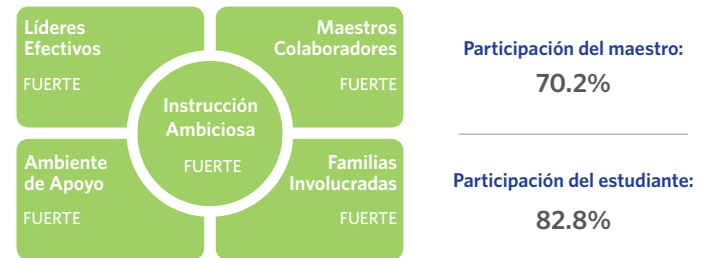 Líderes
Efectivos
FUERTE
Maestros
Colaboradores
FUERTE
Instrucción
Ambiciosa
FUERTE
Ambiente
de Apoyo
FUERTE
Familias
Involucradas
FUERTE
Participación del maestro:
70.2%
Participación del estudiante:
82.8%